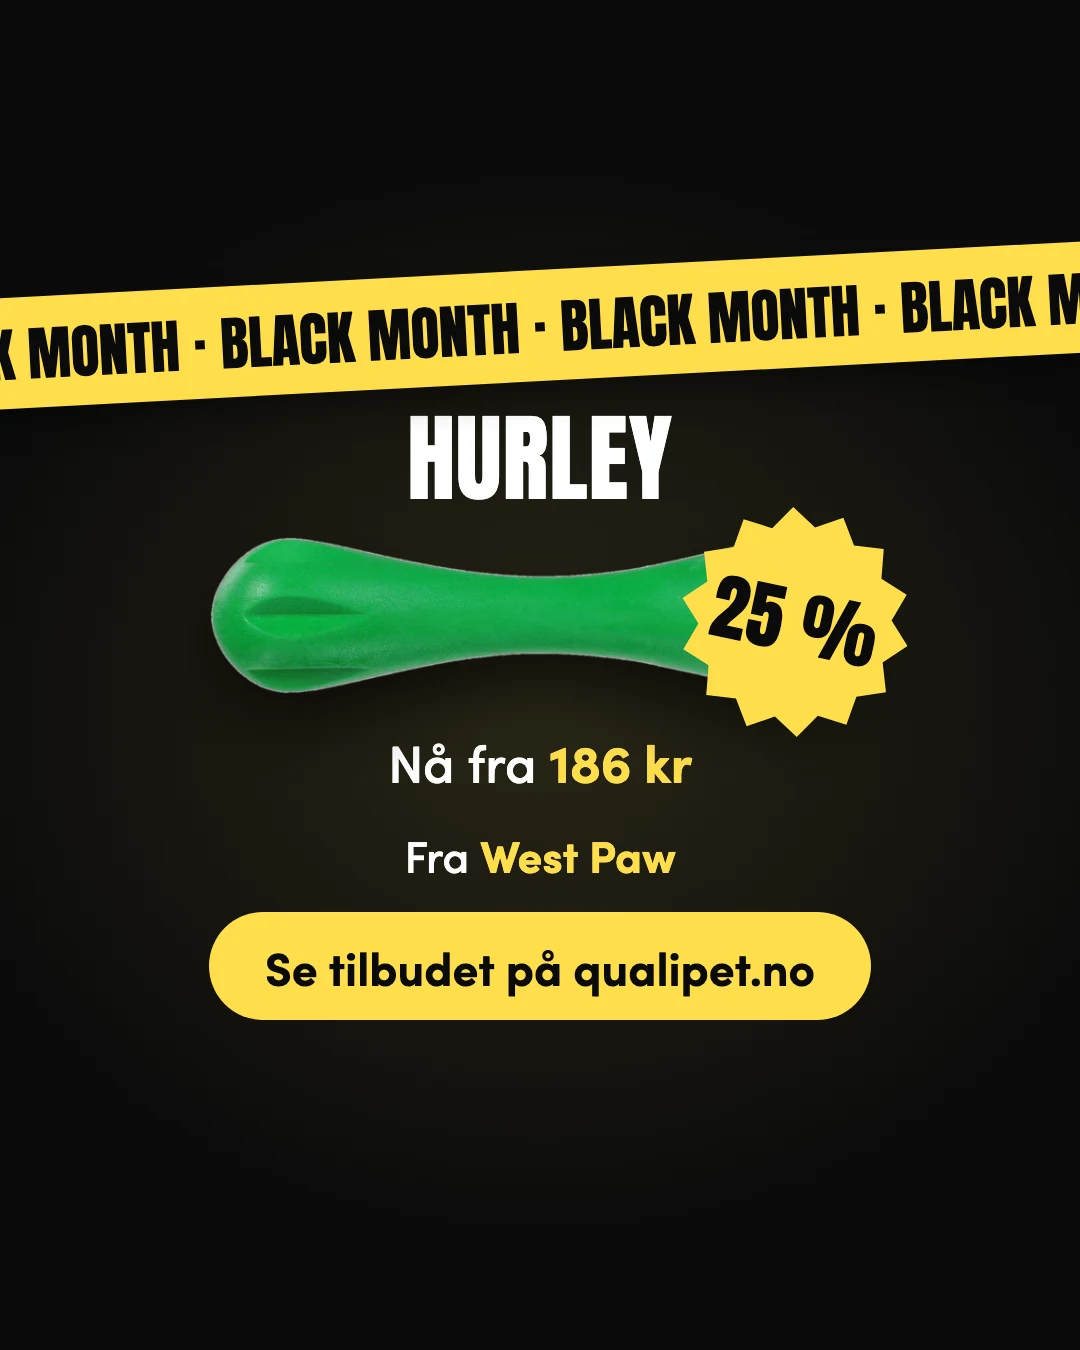 K MONTH · BLACK MONTH · BLACK MONTH · BLACK M
HURLEY
25 %
Nå fra 186 kr
Fra West Paw
Se tilbudet på qualipet.no